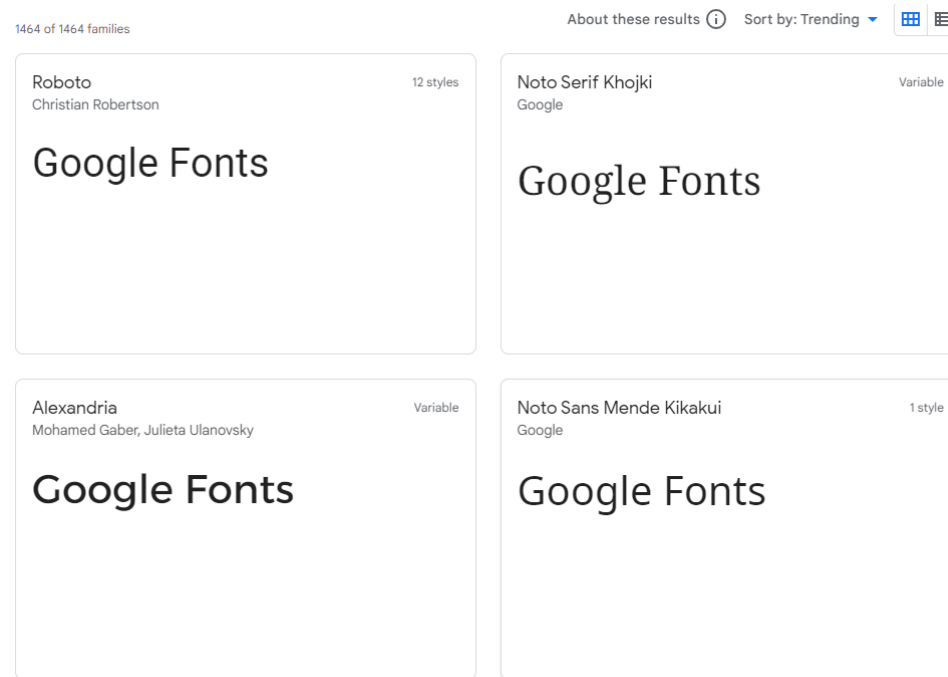 1464 of 1464 families
About these results Sort by: Trending
Roboto 12 styles
Christian Robertson
Google Fonts
Noto Serif Khojki Variable
Google
Google Fonts
Alexandria Variable
Mohamed Gaber, Julieta Ulanovsky
Google Fonts
Noto Sans Mende Kikakui 1 style
Google
Google Fonts